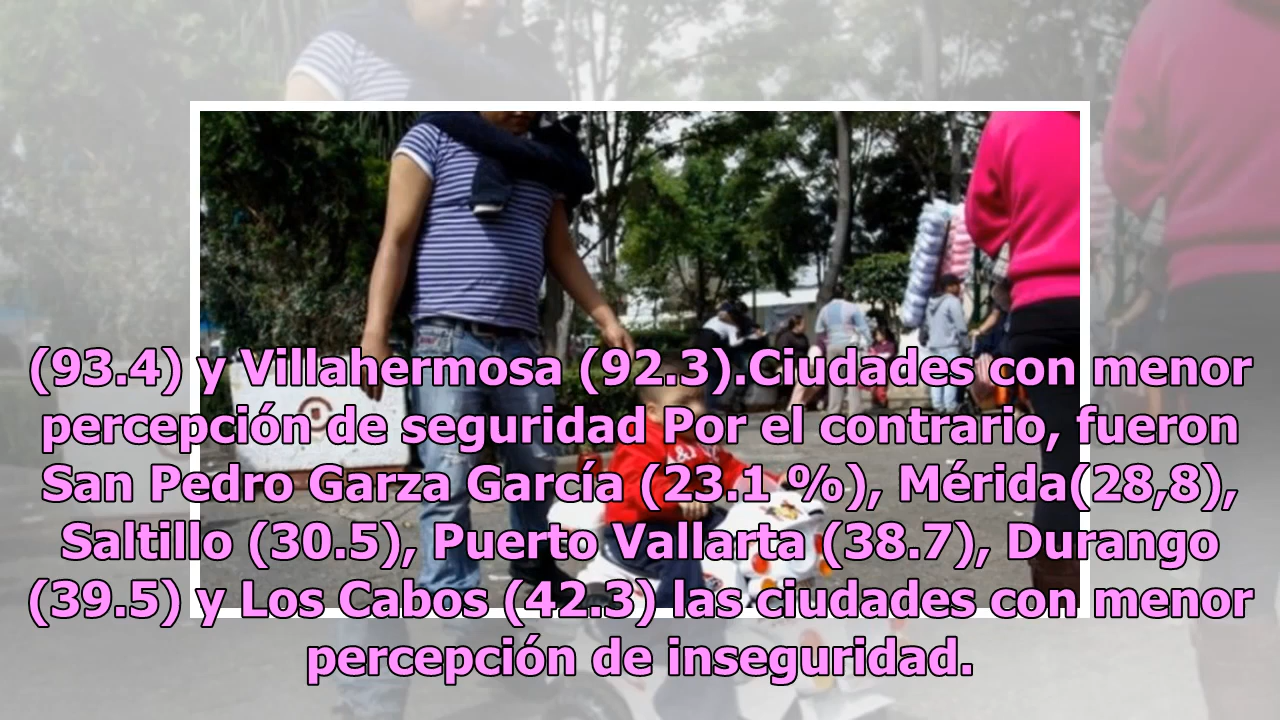 (93.4) y Villahermosa (92.3).Ciudades con menor
percepción de seguridad Por el contrario, fueron
San Pedro Garza García (23.1 %), Mérida(28,8),
Saltillo (30.5), Puerto Vallarta (38.7), Durango
(39.5) y Los Cabos (42.3) las ciudades con menor
percepción de inseguridad.